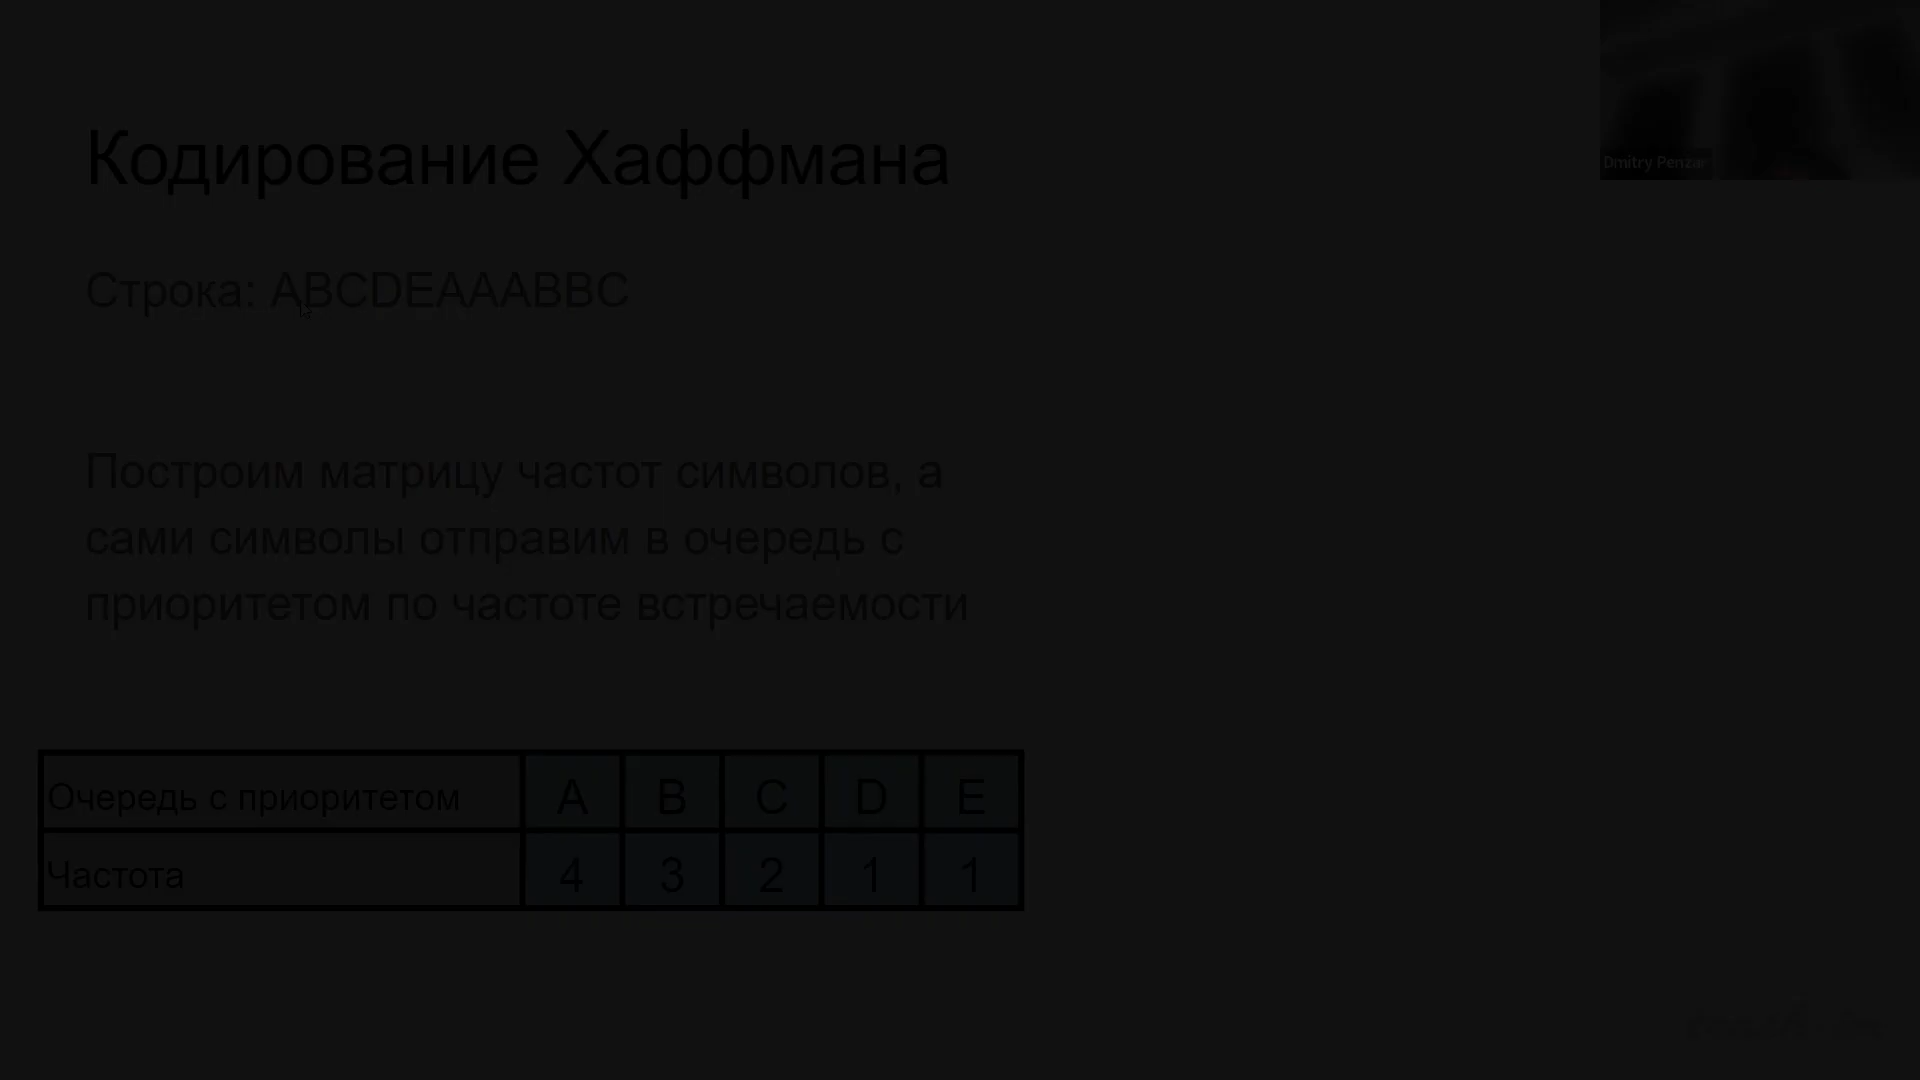 Dmitry Penzar
Кодирование Хаффмана
Строка: ABCDEAAABBC
Построим матрицу частот символов, а
сами символы отправим в очередь с
приоритетом по частоте встречаемости
Очередь с приоритетом A B C D E
Частота 4 3 2 1 1